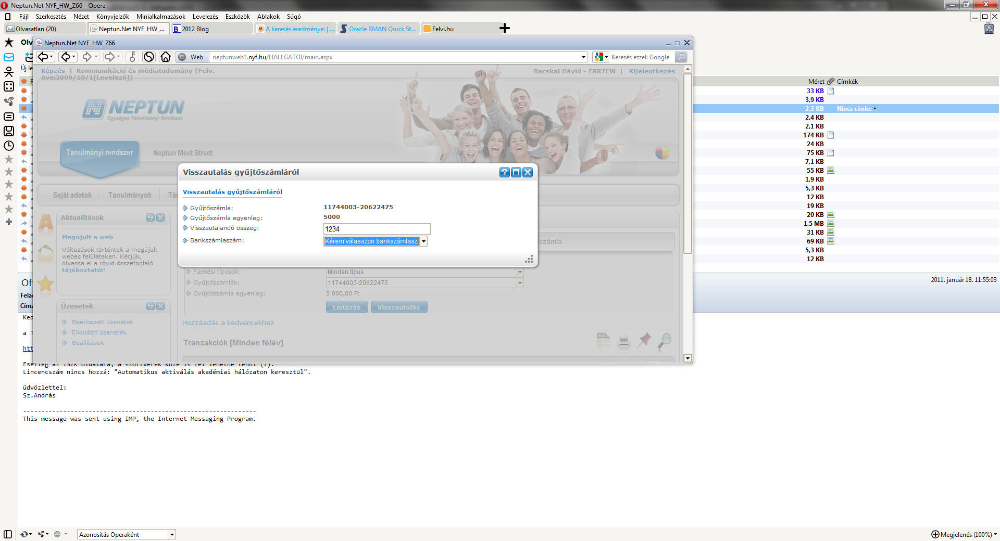 Neptun.Net NYF_HW_Z66 - Opera
Fájl Szerkesztés Nézet Könyvjelzők Minialkalmazások Levelezés Eszközök Ablakok Súgó
Olvasatlan (20) Neptun.Net NYF_HW_... 2012 Blog A keresés eredménye: | ... Oracle RMAN Quick St... Felvi.hu
Neptun.Net NYF_HW_Z66
Web neptunweb1.nyf.hu/HALLGATOI/main.aspx Keresés ezzel: Google
Képzés | Kommunikáció és médiatudomány (Felv. éve:2009/10/1[Levelező])
Bacskai Dávid - ERR7EW | Kijelentkezés
NEPTUN
Egységes Tanulmányi Rendszer
Tanulmányi rendszer Neptun Meet Street
Saját adatok Tanulmányok
Visszautalás gyűjtőszámláról
Visszautalás gyűjtőszámláról
Gyűjtőszámla: 11744003-20622475
Gyűjtőszámla egyenleg: 5000
Visszautalandó összeg: 1234
Bankszámlaszám: Kérem válasszon bankszámlasz
Aktualitások
Megújult a web
Változások történtek a megújult
webes felületeken. Kérjük,
olvassa el a rövid összefoglaló
tájékoztatót!
Üzenetek
Beérkezett üzenetek
Elküldött üzenetek
Beállítások
Fizetési típusok: Minden típus
Gyűjtőszámlák: 11744003-20622475
Gyűjtőszámla egyenleg: 5 000,00 Ft
Listázás Visszautalás
Hozzáadás a kedvencekhez
Tranzakciók [Minden félév]
XLS
Méret Címkék
33 KB
3,9 KB
2,3 KB Nincs címke
2,4 KB
2,1 KB
174 KB
24 KB
75 KB
7,1 KB
55 KB
1,9 KB
5,3 KB
12 KB
19 KB
20 KB
1,5 MB
31 KB
69 KB
5,3 KB
12 KB
2011. január 18. 11:55:03
Esetleg az ISZK oldalára, a szoftverek közé is fel lehetne tenni (?).
Lincencszám nincs hozzá: "Automatikus aktiválás akadémiai hálózaton keresztül".
üdvözlettel:
Sz.András
----------------------------------------------------------------
This message was sent using IMP, the Internet Messaging Program.
Azonosítás Operaként
Megjelenés (100%)